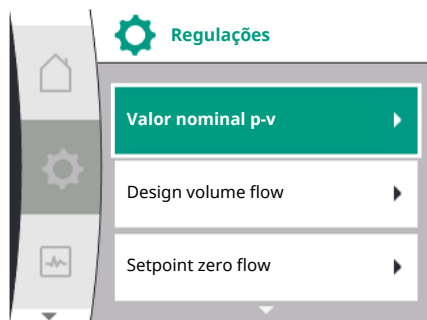 Regulações
Valor nominal p-v
Design volume flow
Setpoint zero flow